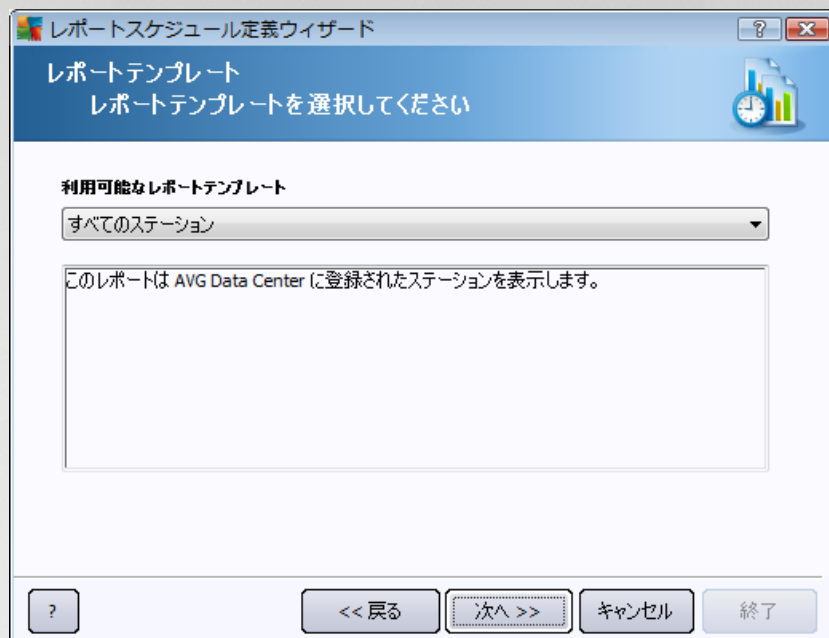 レポートスケジュール定義ウィザード
?
レポートテンプレート
レポートテンプレートを選択してください
利用可能なレポートテンプレート
すべてのステーション
このレポートは AVG Data Center に登録されたステーションを表示します。
?
<< 戻る
次へ >>
キャンセル
終了